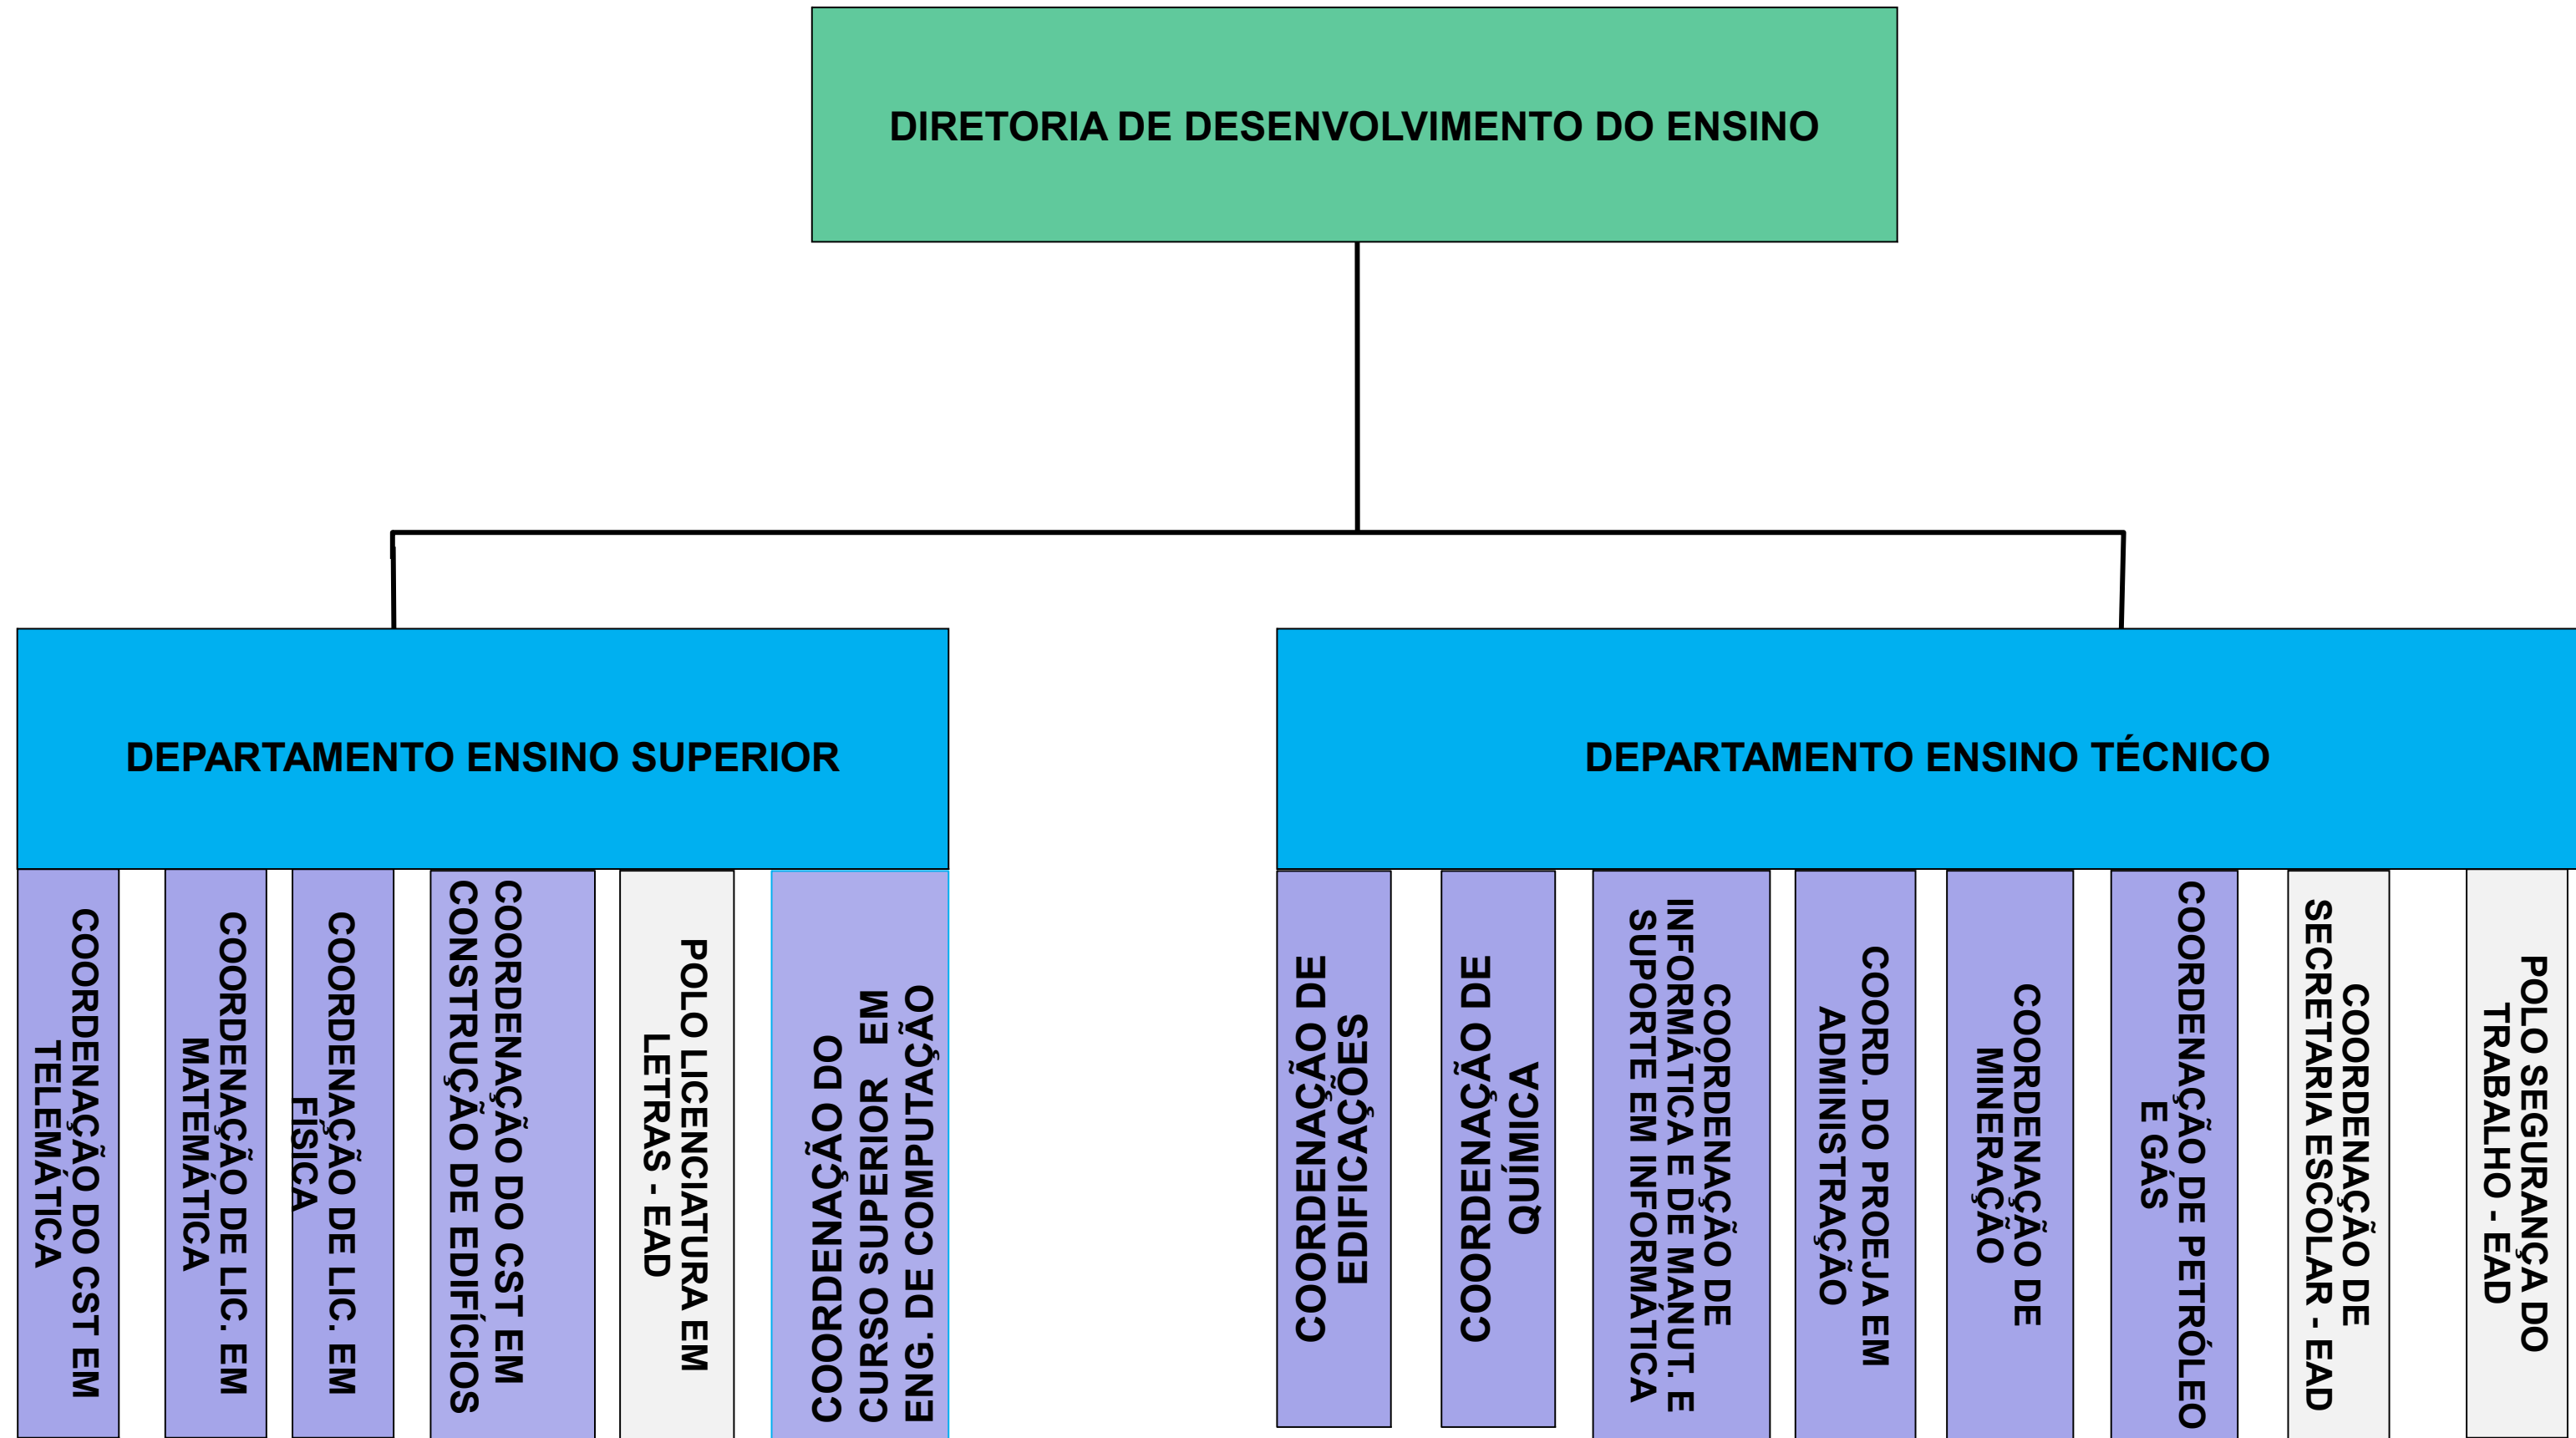 DIRETORIA DE DESENVOLVIMENTO DO ENSINO
DEPARTAMENTO ENSINO SUPERIOR
DEPARTAMENTO ENSINO TÉCNICO
COORDENAÇÃO DO CST EM
TELEMÁTICA
COORDENAÇÃO DE LIC. EM
MATEMÁTICA
COORDENAÇÃO DE LIC. EM
FÍSICA
COORDENAÇÃO DO CST EM
CONSTRUÇÃO DE EDIFÍCIOS
POLO LICENCIATURA EM
LETRAS - EAD
COORDENAÇÃO DO
CURSO SUPERIOR EM
ENG. DE COMPUTAÇÃO
COORDENAÇÃO DE
EDIFICAÇÕES
COORDENAÇÃO DE
QUÍMICA
COORDENAÇÃO DE
INFORMÁTICA E DE MANUT. E
SUPORTE EM INFORMÁTICA
COORD. DO PROEJA EM
ADMINISTRAÇÃO
COORDENAÇÃO DE
MINERAÇÃO
COORDENAÇÃO DE PETRÓLEO
E GÁS
COORDENAÇÃO DE
SECRETARIA ESCOLAR - EAD
POLO SEGURANÇA DO
TRABALHO - EAD